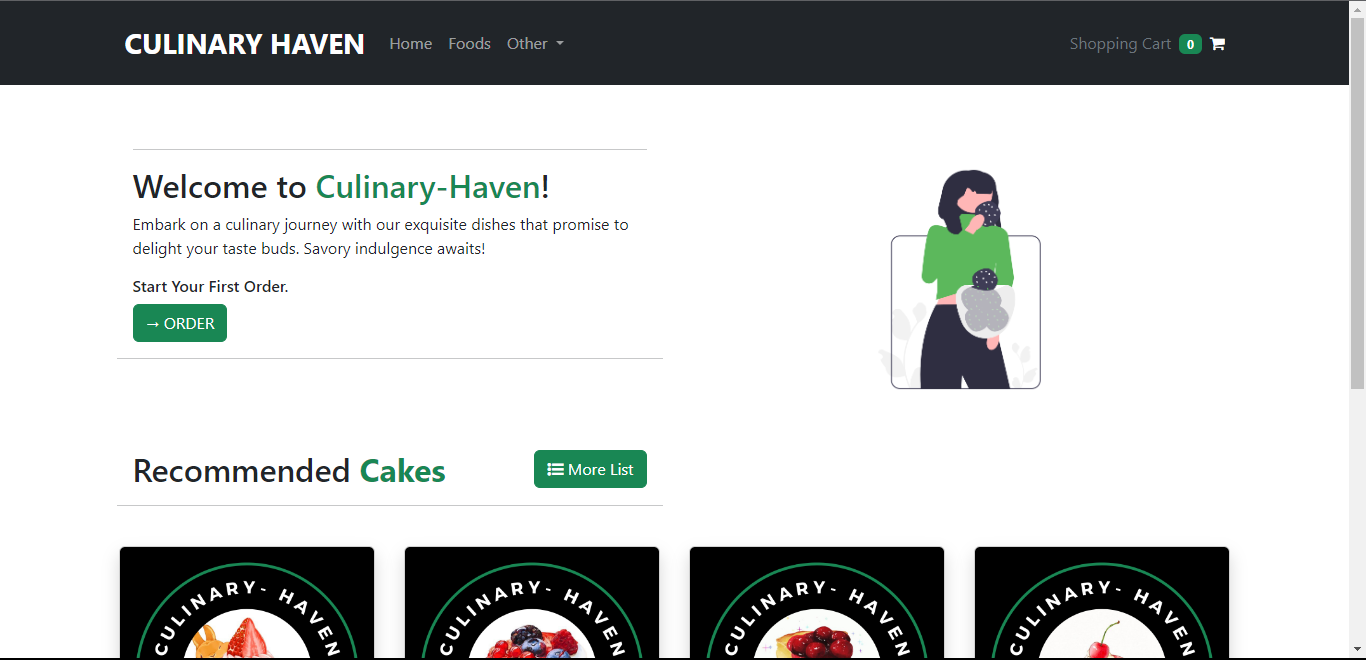 CULINARY HAVEN Home Foods Other Shopping Cart 0
Welcome to Culinary-Haven!
Embark on a culinary journey with our exquisite dishes that promise to
delight your taste buds. Savory indulgence awaits!
Start Your First Order.
→ ORDER
Recommended Cakes More List
CULINARY- HAVEN
CULINARY- HAVEN
CULINARY- HAVEN
CULINARY- HAVEN